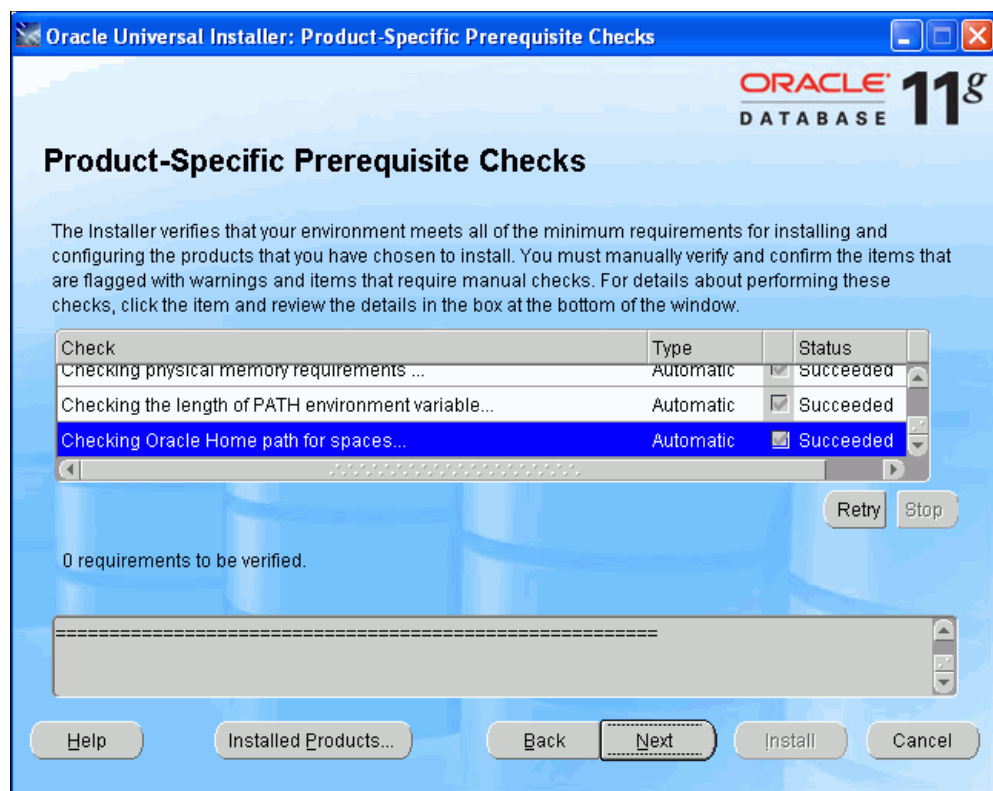 Oracle Universal Installer: Product-Specific Prerequisite Checks
ORACLE 11g
DATABASE
Product-Specific Prerequisite Checks
The Installer verifies that your environment meets all of the minimum requirements for installing and
configuring the products that you have chosen to install. You must manually verify and confirm the items that
are flagged with warnings and items that require manual checks. For details about performing these
checks, click the item and review the details in the box at the bottom of the window.
Check Type Status
Checking physical memory requirements ... Automatic Succeeded
Checking the length of PATH environment variable... Automatic Succeeded
Checking Oracle Home path for spaces... Automatic Succeeded
Retry Stop
0 requirements to be verified.
========================================================
Help Installed Products... Back Next Install Cancel